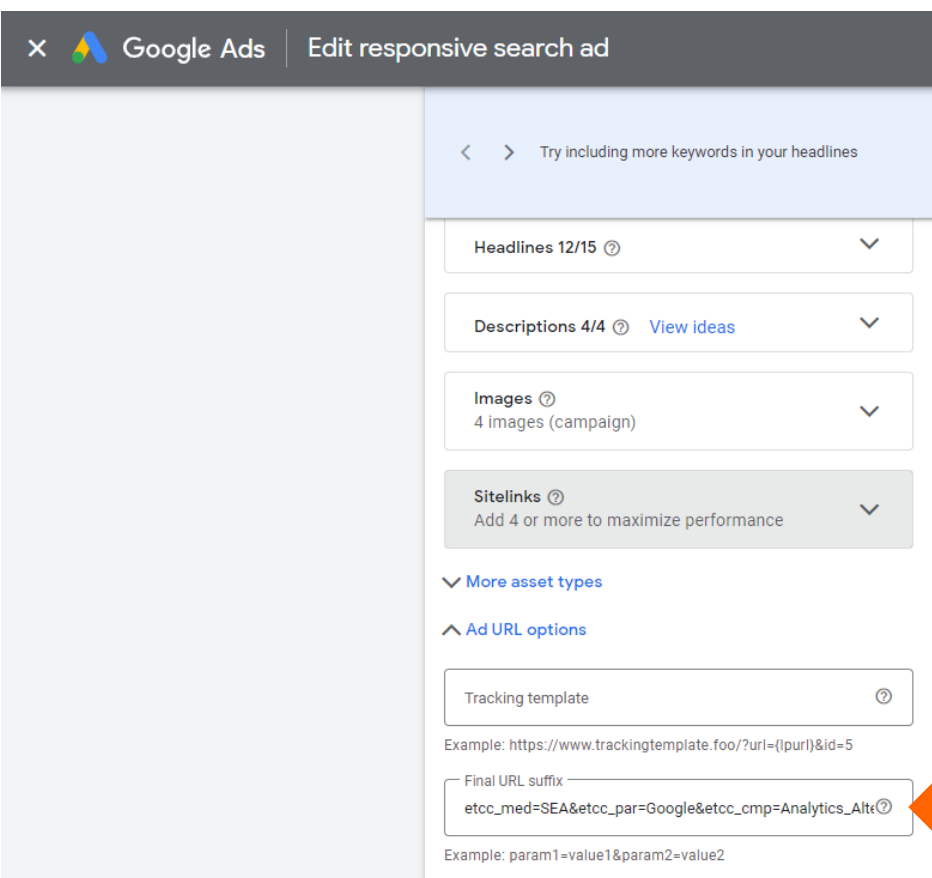 Google Ads Edit responsive search ad
Try including more keywords in your headlines
Headlines 12/15
Descriptions 4/4 View ideas
Images
4 images (campaign)
Sitelinks
Add 4 or more to maximize performance
More asset types
Ad URL options
Tracking template
Example: https://www.trackingtemplate.foo/?url={lpurl}&id=5
Final URL suffix
etcc_med=SEA&etcc_par=Google&etcc_cmp=Analytics_Alte
Example: param1=value1&param2=value2